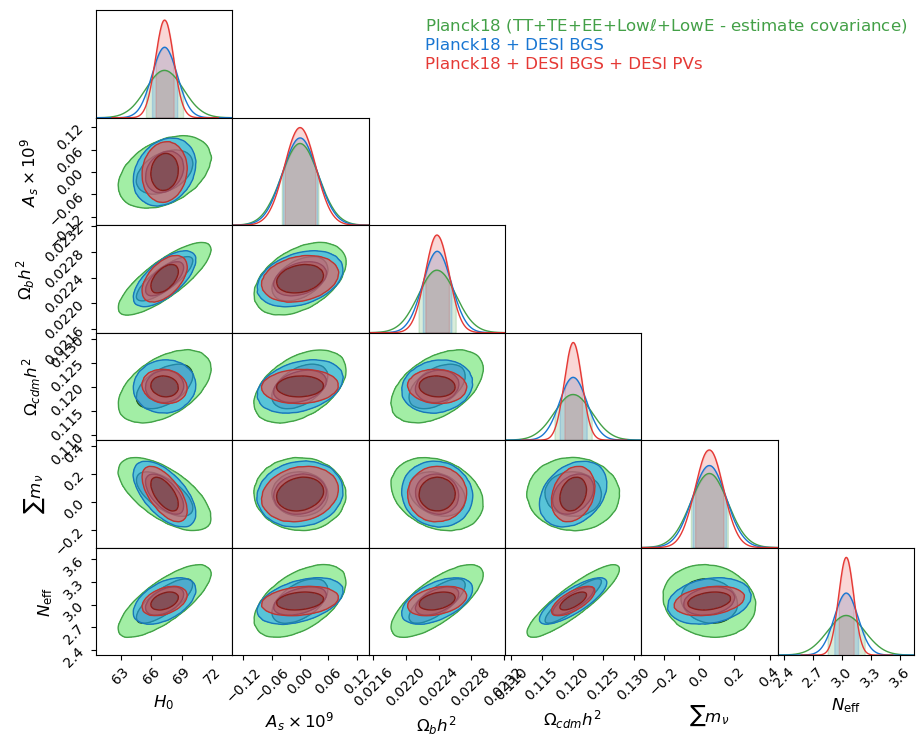 Planck18 (TT+TE+EE+Lowℓ+LowE - estimate covariance)
Planck18 + DESI BGS
Planck18 + DESI BGS + DESI PVs
A_s × 10^9
0.12
0.06
0.00
−0.06
−0.12
Ω_b h^2
0.0232
0.0228
0.0224
0.0220
0.0216
Ω_cdm h^2
0.130
0.125
0.120
0.115
0.110
∑m_ν
0.4
0.2
0.0
−0.2
N_eff
3.6
3.3
3.0
2.7
2.4
63 66 69 72
−0.12 −0.06 0.00 0.06 0.12
0.0216 0.0220 0.0224 0.0228 0.0232
0.110 0.115 0.120 0.125 0.130
−0.2 0.0 0.2 0.4
2.4 2.7 3.0 3.3 3.6
H_0
A_s × 10^9
Ω_b h^2
Ω_cdm h^2
∑m_ν
N_eff